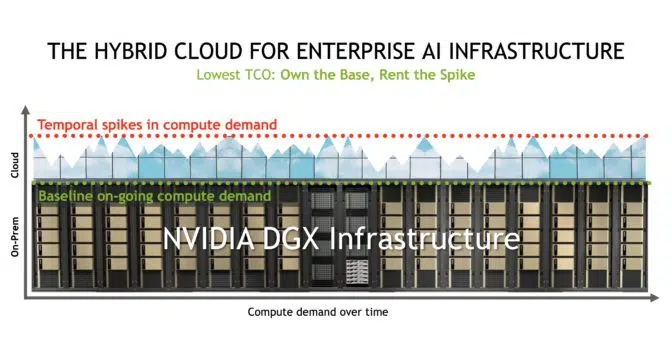 THE HYBRID CLOUD FOR ENTERPRISE AI INFRASTRUCTURE
Lowest TCO: Own the Base, Rent the Spike
Temporal spikes in compute demand
Cloud
Baseline on-going compute demand
On-Prem
NVIDIA DGX Infrastructure
Compute demand over time